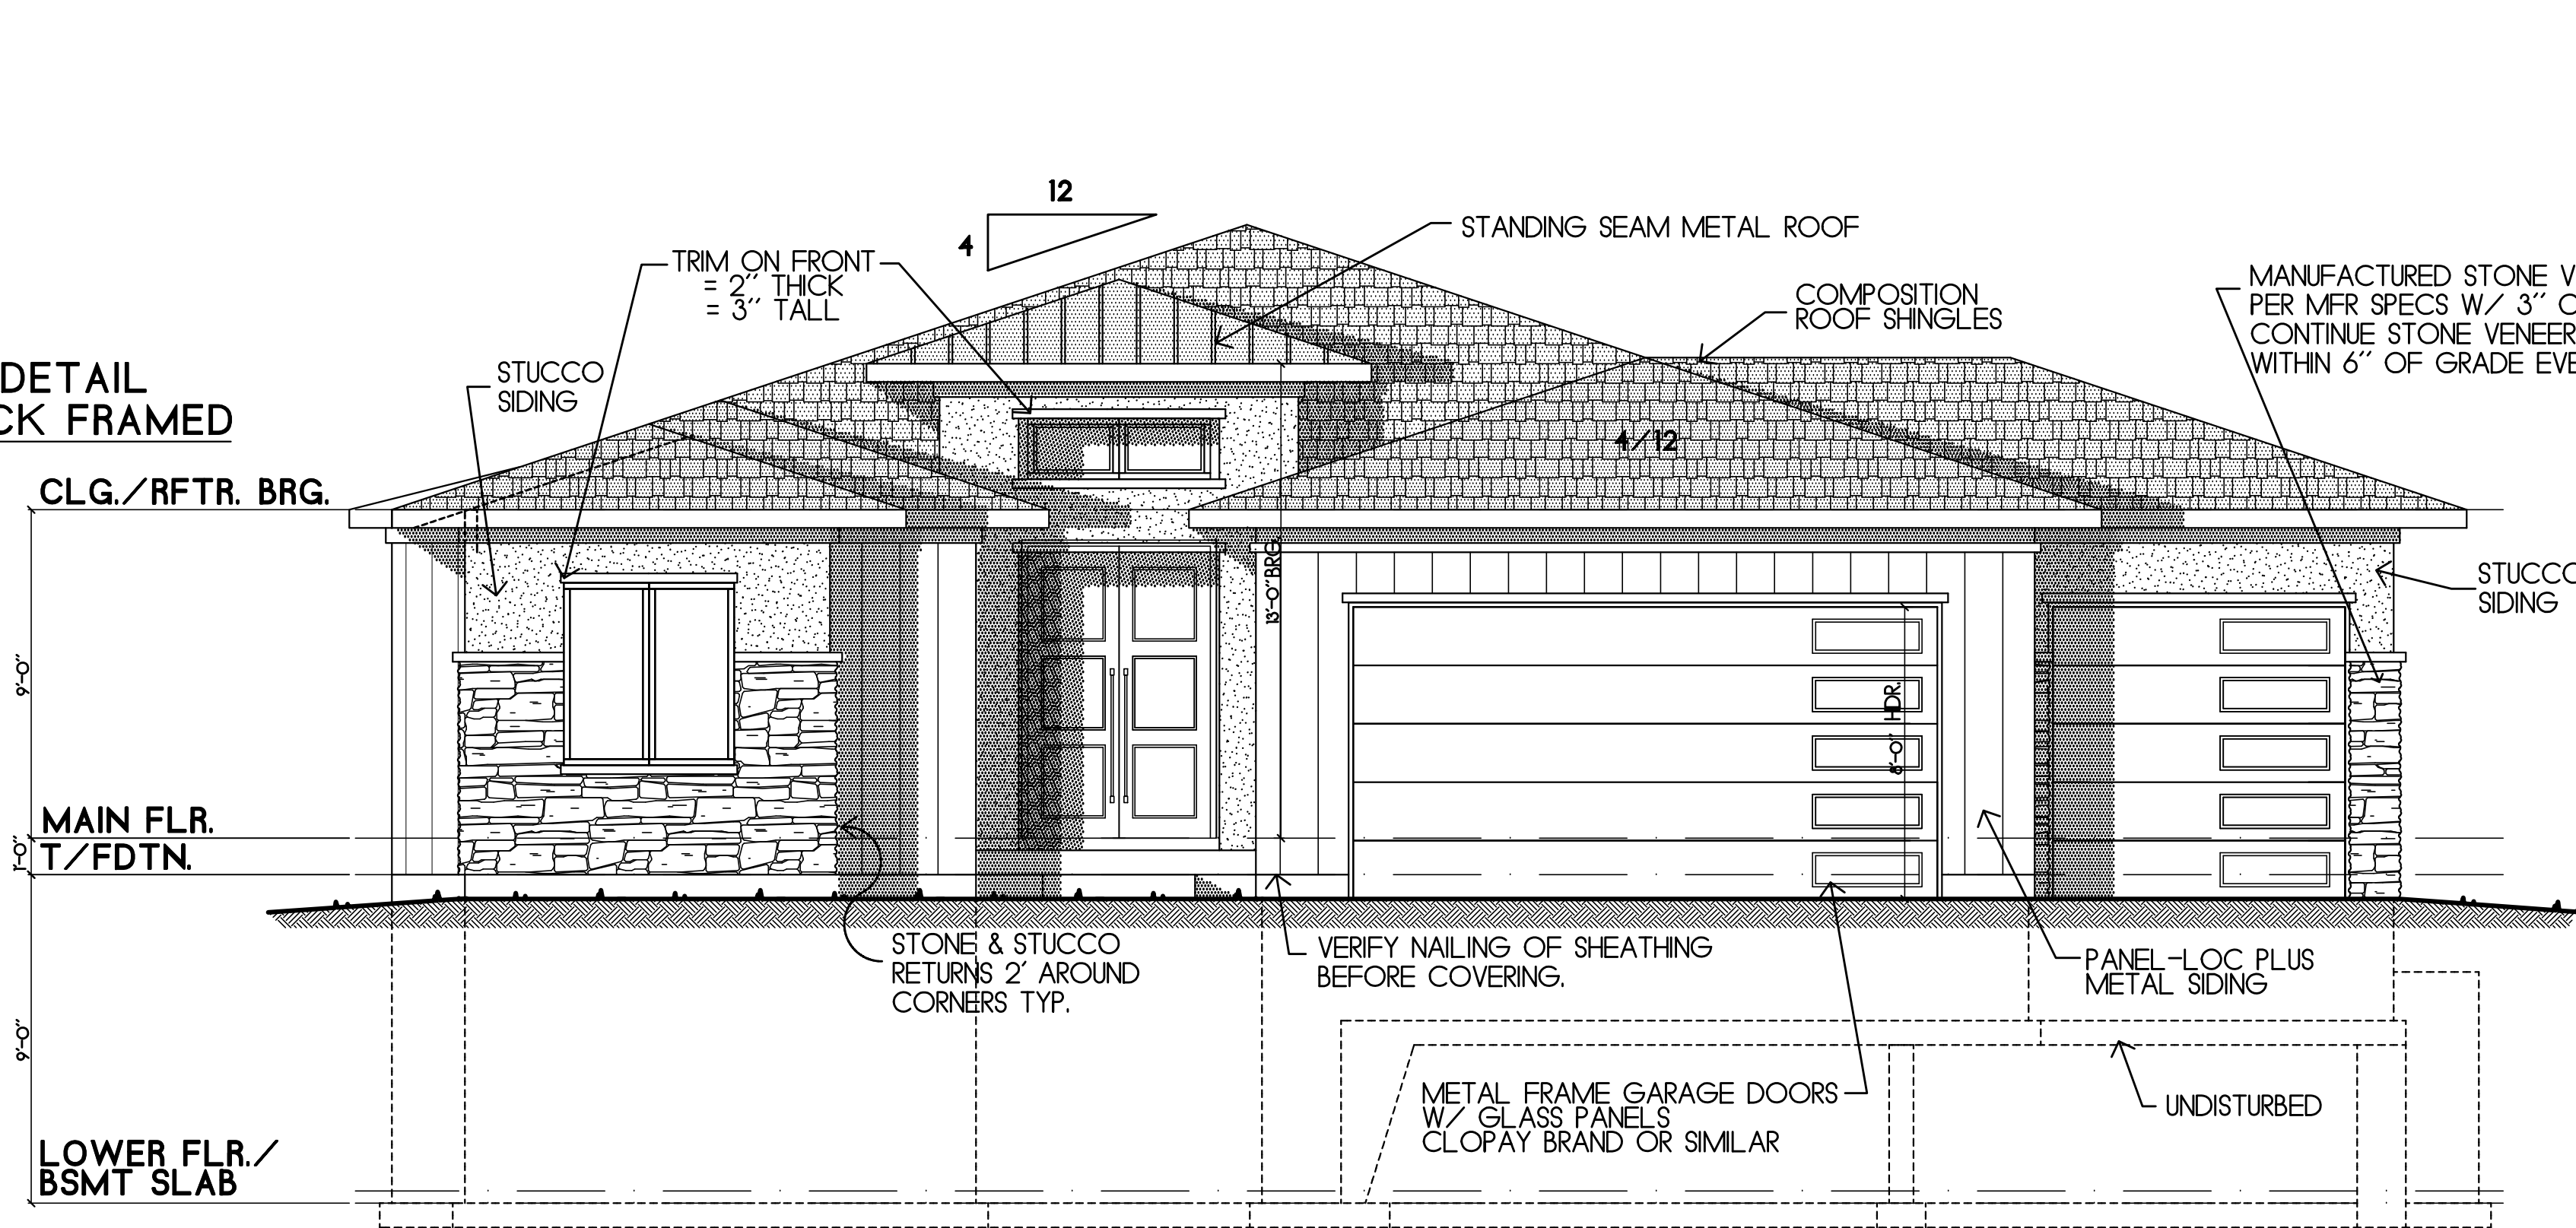 12
4
STANDING SEAM METAL ROOF
TRIM ON FRONT
= 2" THICK
= 3" TALL
COMPOSITION
ROOF SHINGLES
MANUFACTURED STONE V
PER MFR SPECS W/ 3" 
CONTINUE STONE VENEER
WITHIN 6" OF GRADE EVE
DETAIL
CK FRAMED
STUCCO
SIDING
4/12
CLG./RFTR. BRG.
13'-0" BRG.
STUCCO
SIDING
9'-0"
8'-0" HDR.
MAIN FLR.
1'-0"
T/FDTN.
STONE & STUCCO
RETURNS 2' AROUND
CORNERS TYP.
VERIFY NAILING OF SHEATHING
BEFORE COVERING.
PANEL-LOC PLUS
METAL SIDING
9'-0"
METAL FRAME GARAGE DOORS
W/ GLASS PANELS
CLOPAY BRAND OR SIMILAR
UNDISTURBED
LOWER FLR./
BSMT SLAB